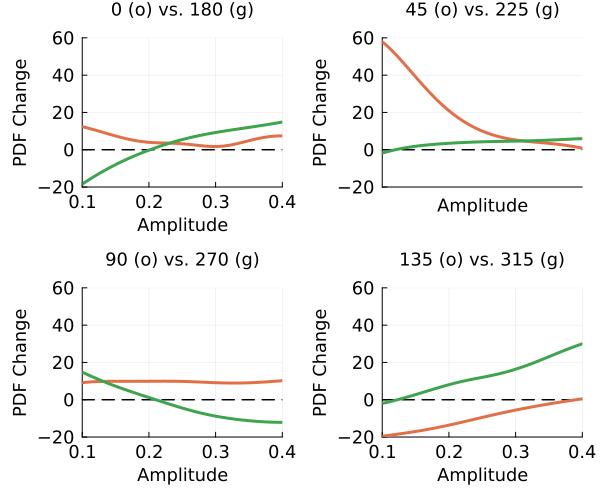 0 (o) vs. 180 (g)
60
40
20
0
−20
PDF Change
0.1 0.2 0.3 0.4
Amplitude
45 (o) vs. 225 (g)
60
40
20
0
−20
PDF Change
Amplitude
90 (o) vs. 270 (g)
60
40
20
0
−20
PDF Change
0.1 0.2 0.3 0.4
Amplitude
135 (o) vs. 315 (g)
60
40
20
0
−20
PDF Change
0.1 0.2 0.3 0.4
Amplitude